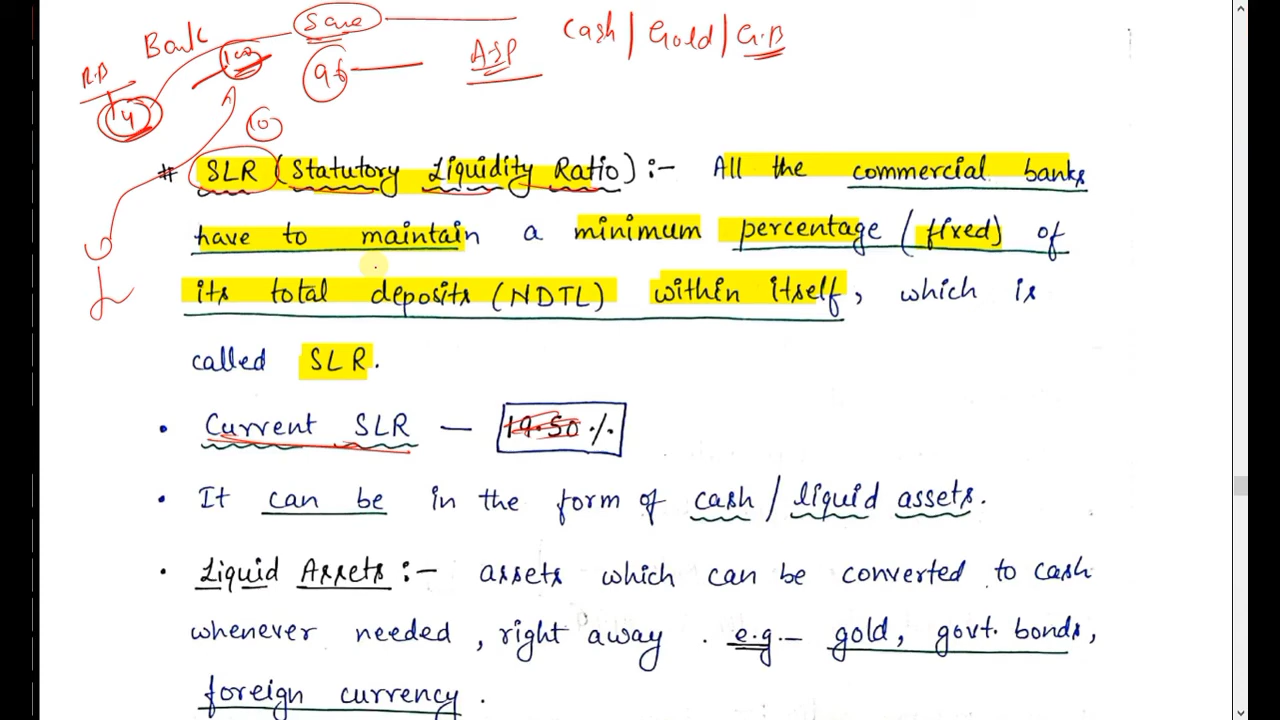 Save
Cash / Gold / G.B
Bank
100
96
ASP
R.B
4
10
# SLR (Statutory Liquidity Ratio) :- All the commercial banks
have to maintain a minimum percentage (fixed) of
its total deposits (NDTL) within itself, which is
called SLR.
• Current SLR — 19.50 %
• It can be in the form of cash / liquid assets.
• Liquid Assets :- assets which can be converted to cash
whenever needed, right away. e.g.- gold, govt. bonds,
foreign currency.